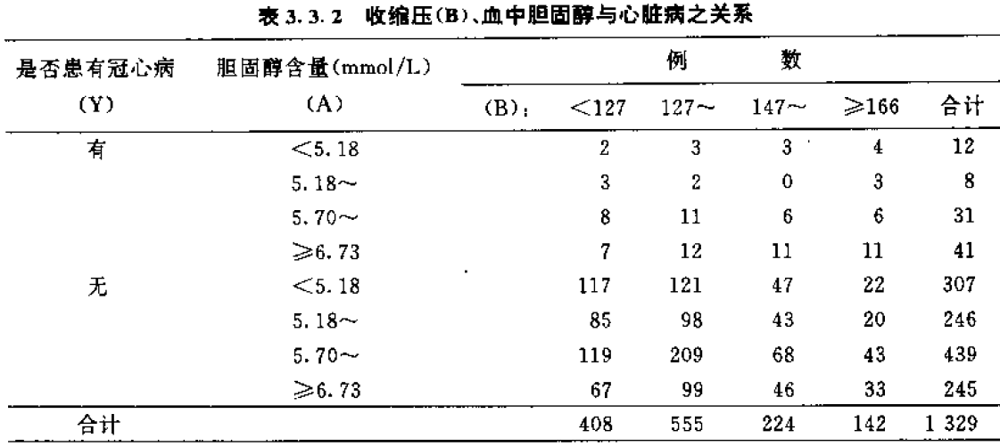 表 3.3.2 收缩压(B)、血中胆固醇与心脏病之关系
是否患有冠心病 胆固醇含量(mmol/L) 例 数
(Y) (A) (B): <127 127~ 147~ ≥166 合计
有 <5.18 2 3 3 4 12
5.18~ 3 2 0 3 8
5.70~ 8 11 6 6 31
≥6.73 7 12 11 11 41
无 <5.18 117 121 47 22 307
5.18~ 85 98 43 20 246
5.70~ 119 209 68 43 439
≥6.73 67 99 46 33 245
合计 408 555 224 142 1 329